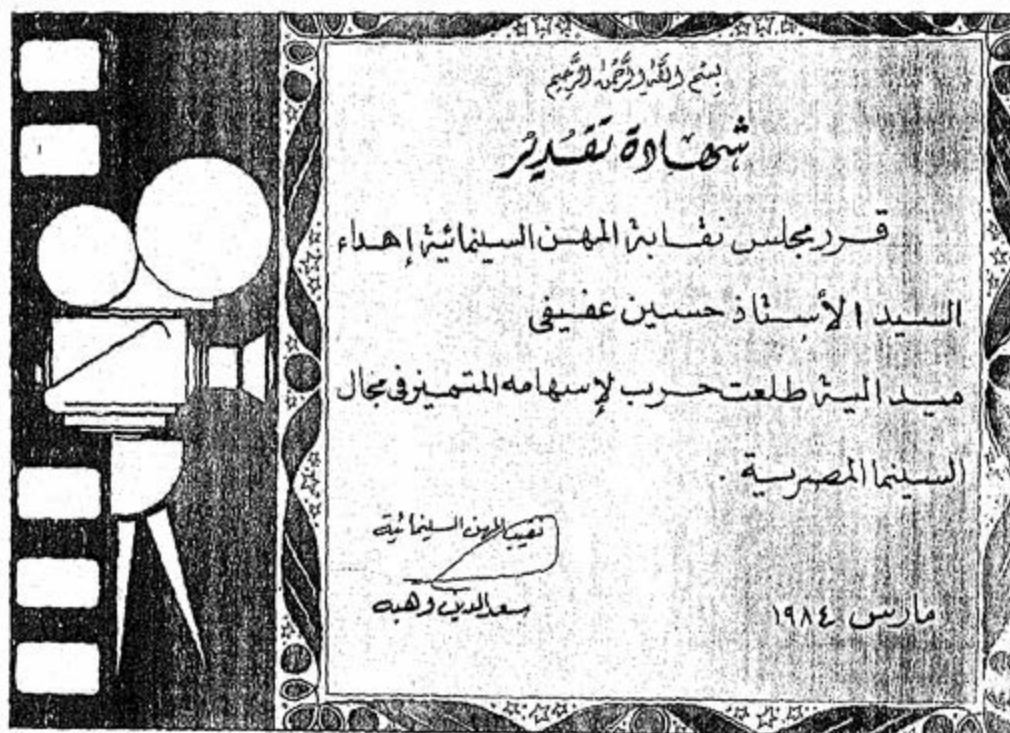 بسم الله الرحمن الرحيم
شهادة تقدير
قرر مجلس نقابة المهن السينمائية إهداء
السيد الأستاذ حسين عفيفى
ميدالية طلعت حرب لإسهامه المتميز فى مجال
السينما المصرية .
نقيب المهن السينمائية
سعد الدين وهبه
مارس ١٩٨٤